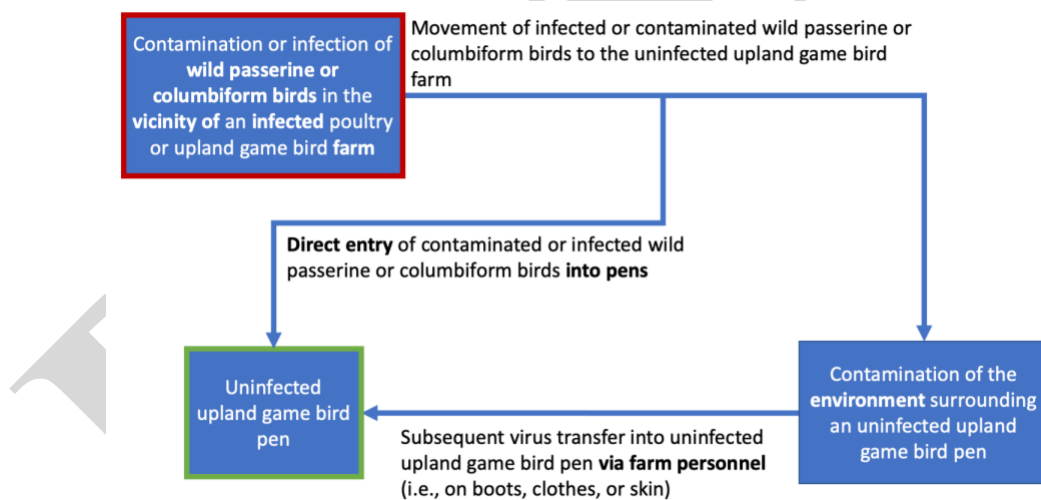 Contamination or infection of
wild passerine or
columbiform birds in the
vicinity of an infected poultry
or upland game bird farm
Movement of infected or contaminated wild passerine or
columbiform birds to the uninfected upland game bird
farm
Direct entry of contaminated or infected wild
passerine or columbiform birds into pens
Uninfected
upland game bird
pen
Contamination of the
environment surrounding
an uninfected upland
game bird pen
Subsequent virus transfer into uninfected
upland game bird pen via farm personnel
(i.e., on boots, clothes, or skin)